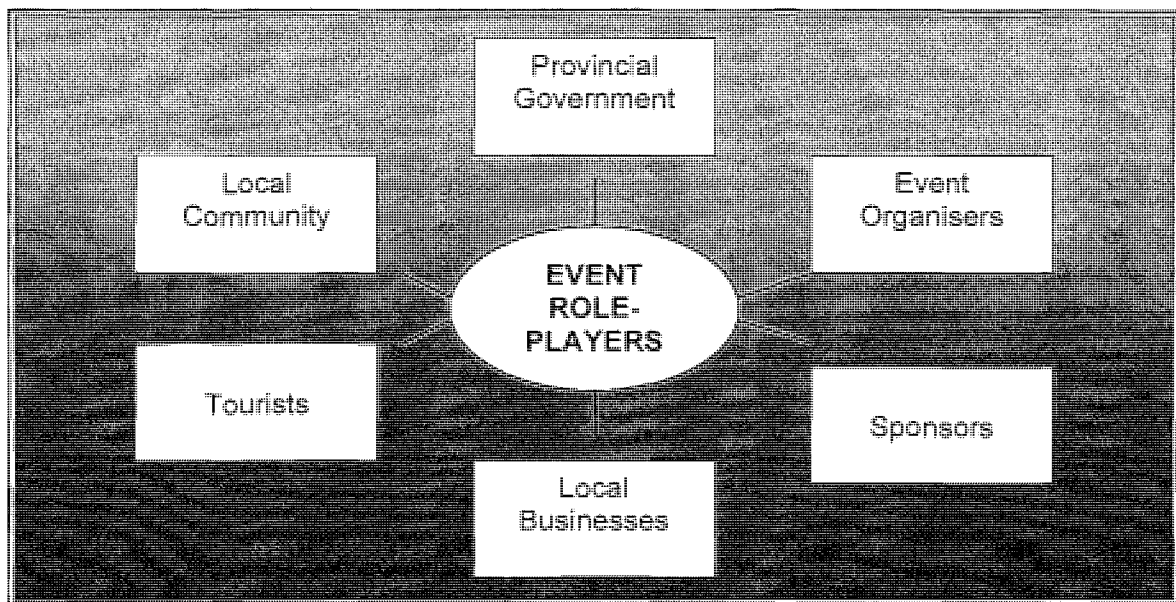 Provincial
Government
Local
Community
Event
Organisers
EVENT
ROLE-
PLAYERS
Tourists
Sponsors
Local
Businesses